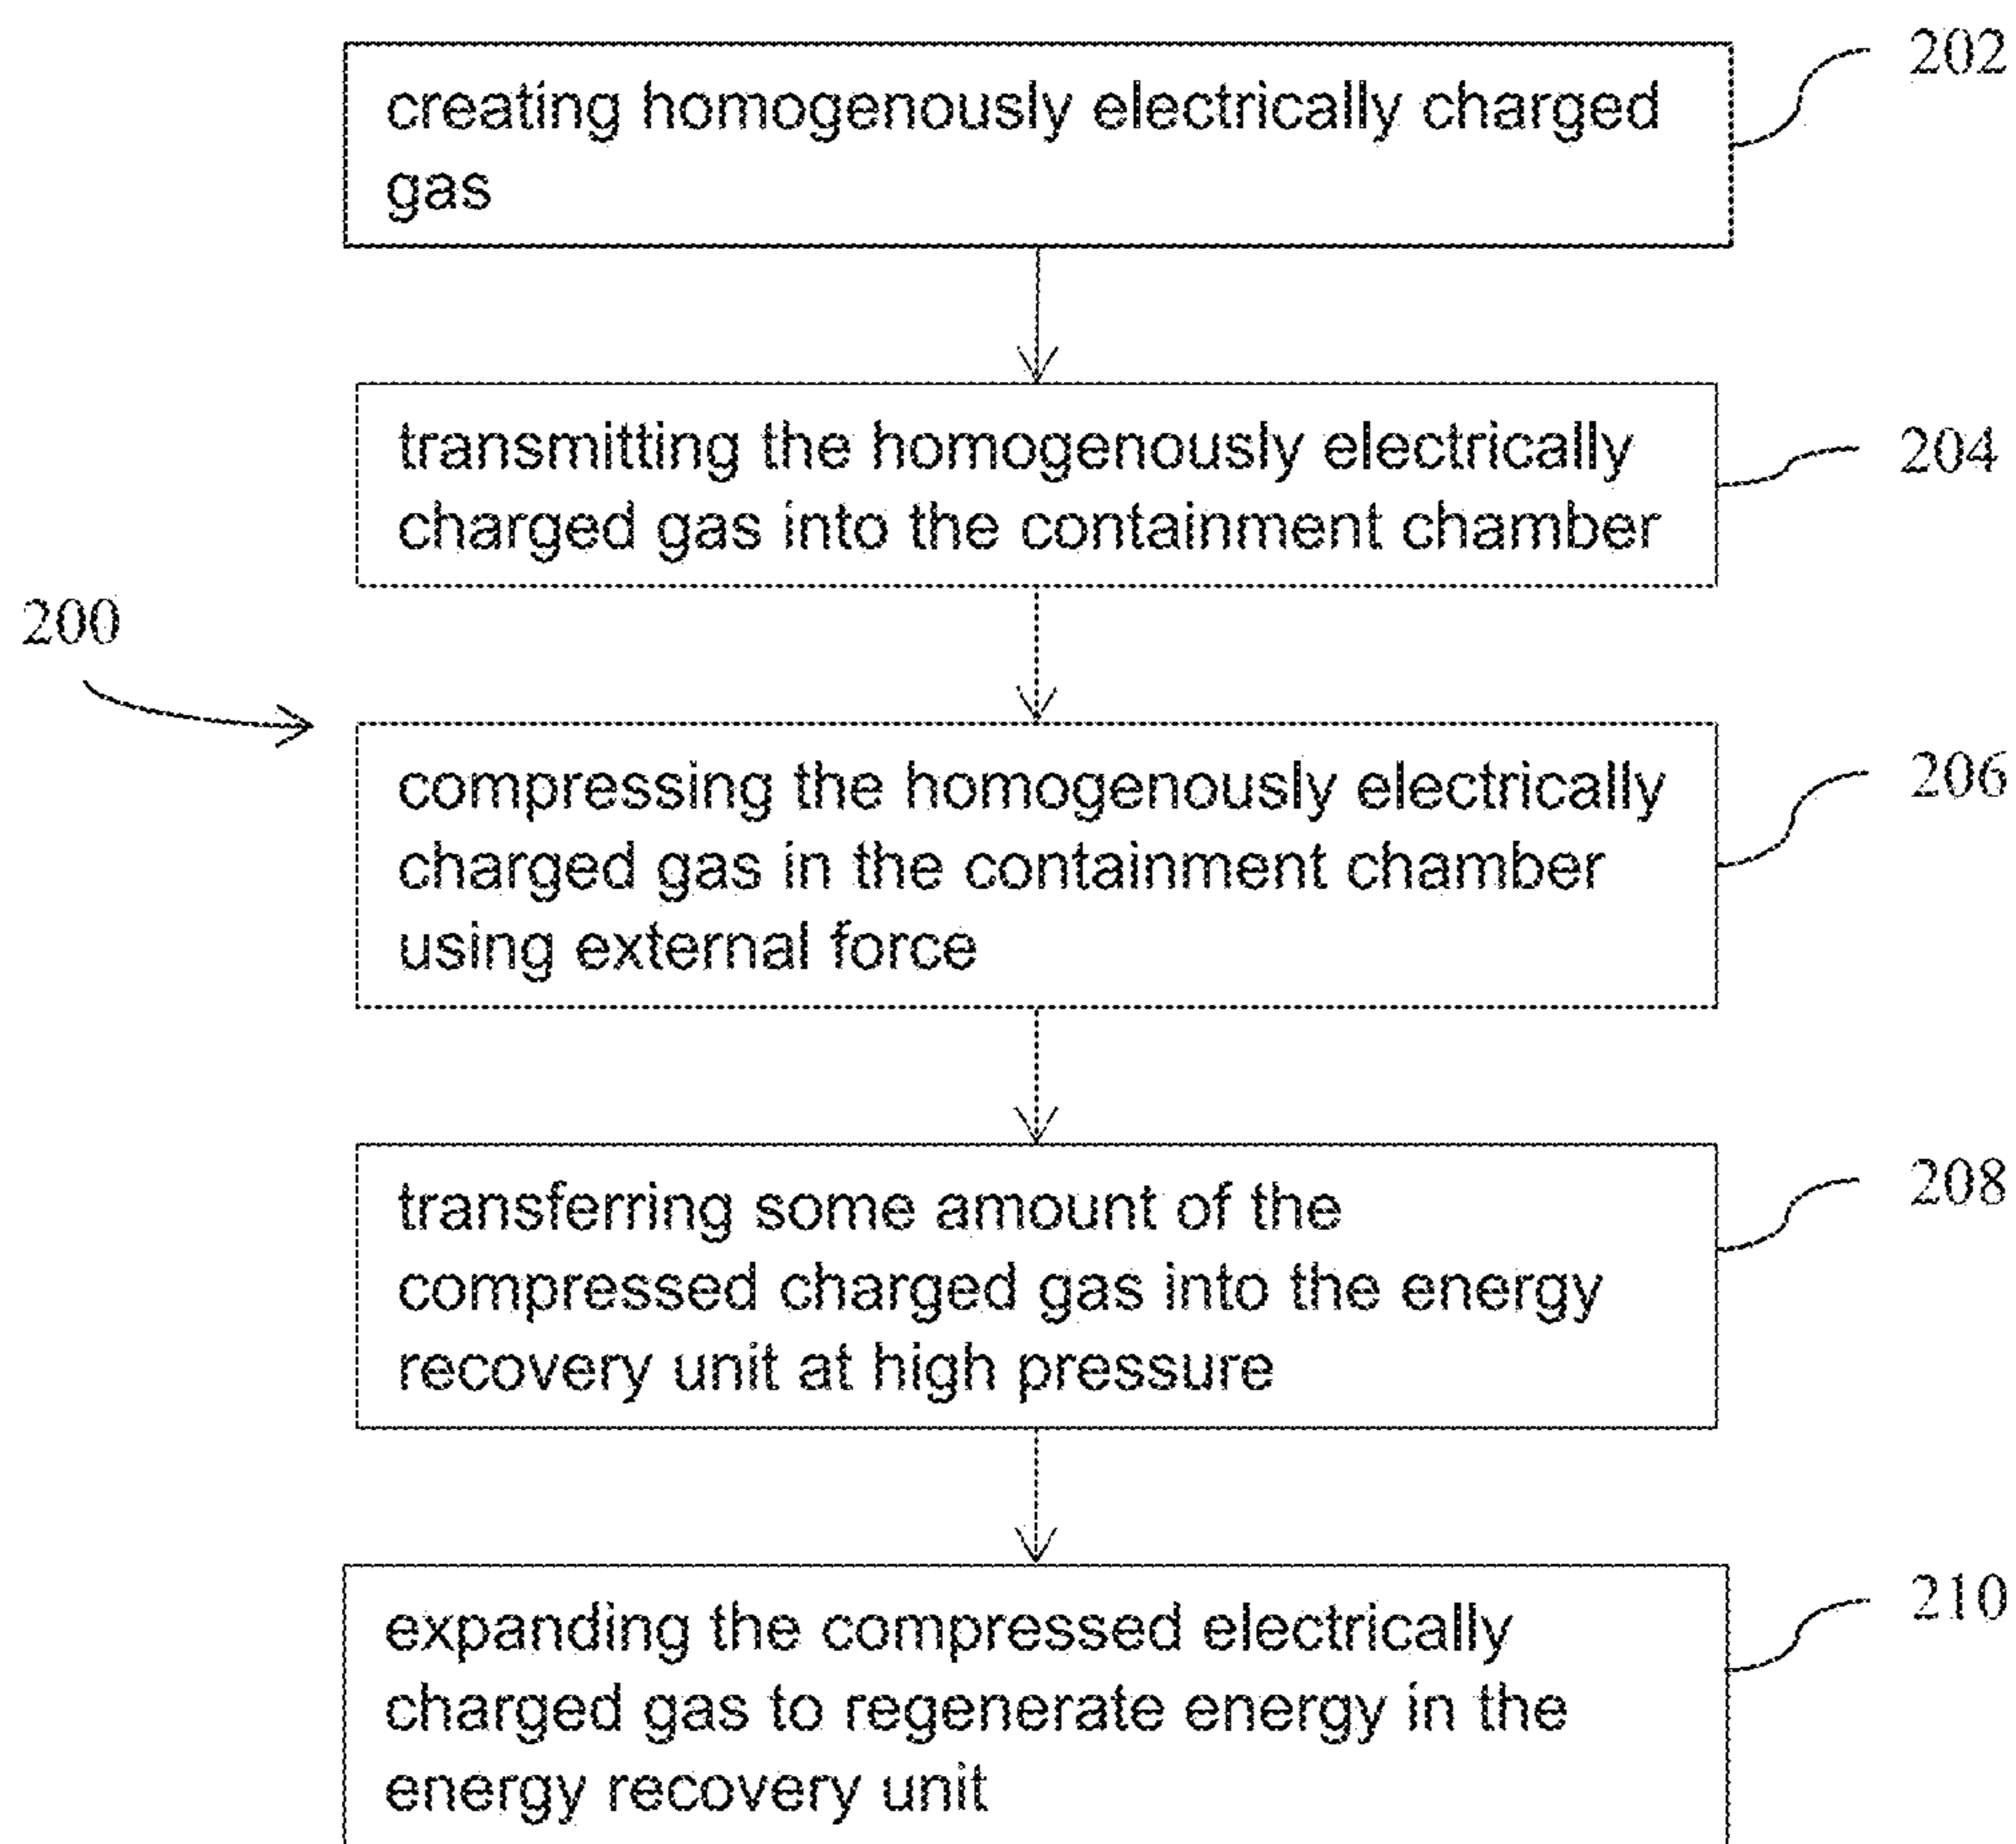 creating homogenously electrically charged
gas
202
transmitting the homogenously electrically
charged gas into the containment chamber
204
200
compressing the homogenously electrically
charged gas in the containment chamber
using external force
206
transferring some amount of the
compressed charged gas into the energy
recovery unit at high pressure
208
expanding the compressed electrically
charged gas to regenerate energy in the
energy recovery unit
210